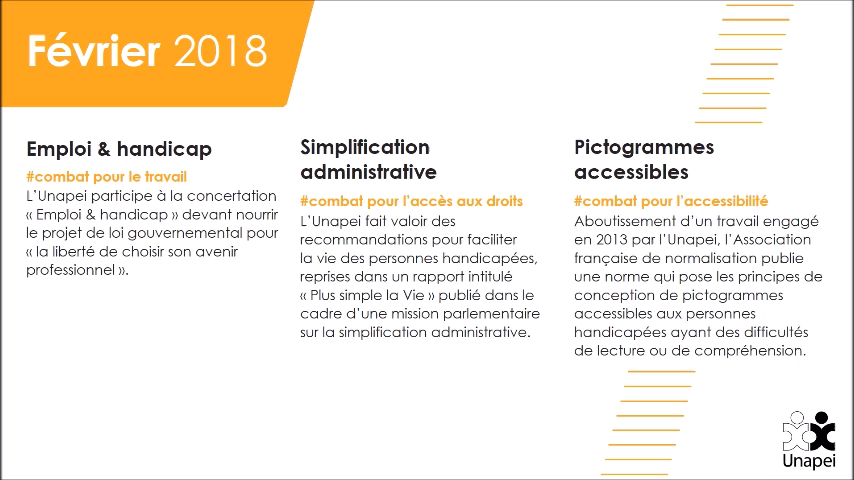 Février 2018
Emploi & handicap
#combat pour le travail
L’Unapei participe à la concertation
« Emploi & handicap » devant nourrir
le projet de loi gouvernemental pour
« la liberté de choisir son avenir
professionnel ».
Simplification
administrative
#combat pour l’accès aux droits
L’Unapei fait valoir des
recommandations pour faciliter
la vie des personnes handicapées,
reprises dans un rapport intitulé
« Plus simple la Vie » publié dans le
cadre d’une mission parlementaire
sur la simplification administrative.
Pictogrammes
accessibles
#combat pour l’accessibilité
Aboutissement d’un travail engagé
en 2013 par l’Unapei, l’Association
française de normalisation publie
une norme qui pose les principes de
conception de pictogrammes
accessibles aux personnes
handicapées ayant des difficultés
de lecture ou de compréhension.
Unapei